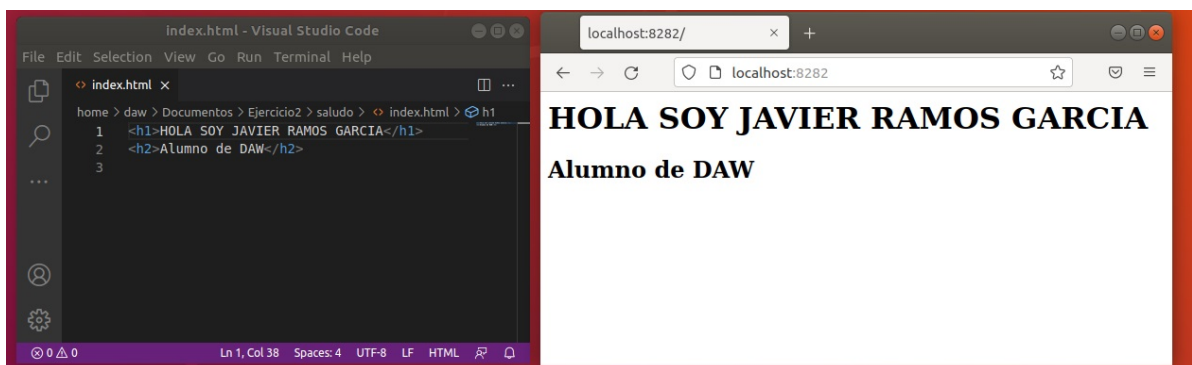 index.html - Visual Studio Code
File Edit Selection View Go Run Terminal Help
index.html
home > daw > Documentos > Ejercicio2 > saludo > index.html > h1
1 <h1>HOLA SOY JAVIER RAMOS GARCIA</h1>
2 <h2>Alumno de DAW</h2>
3
0 0 Ln 1, Col 38 Spaces: 4 UTF-8 LF HTML
localhost:8282/
localhost:8282
HOLA SOY JAVIER RAMOS GARCIA
Alumno de DAW